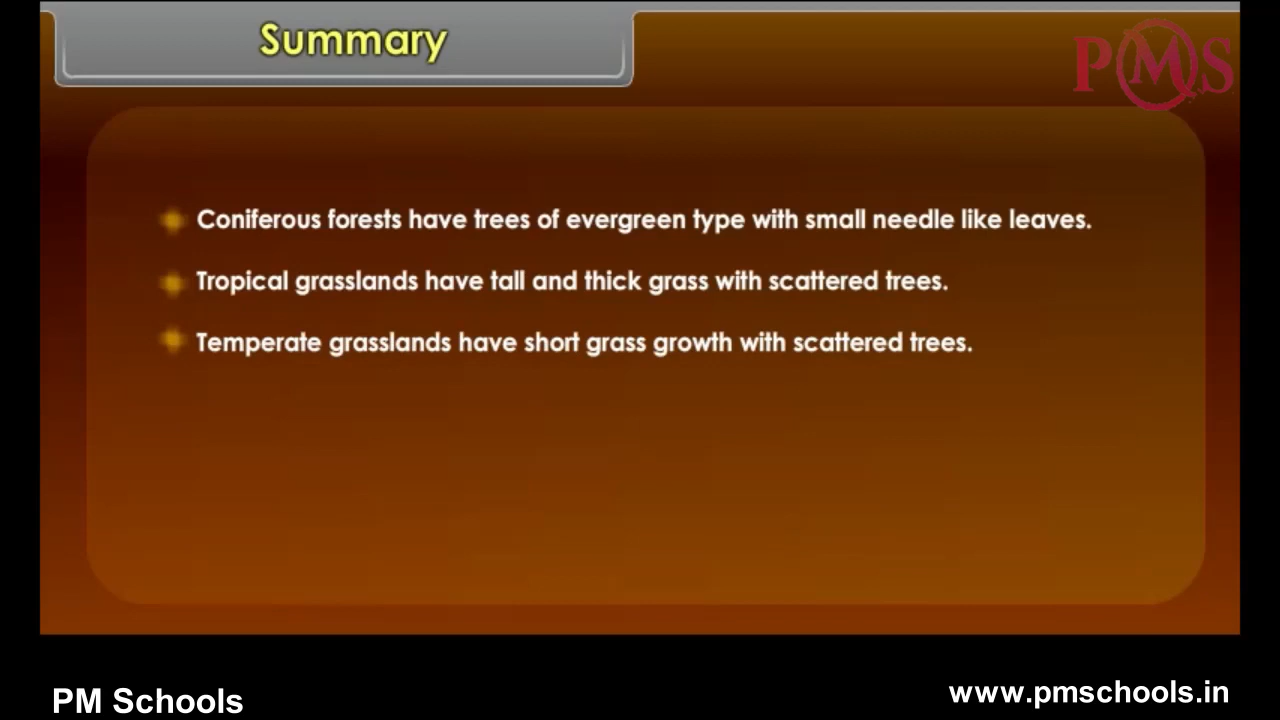 Summary
PMS
Coniferous forests have trees of evergreen type with small needle like leaves.
Tropical grasslands have tall and thick grass with scattered trees.
Temperate grasslands have short grass growth with scattered trees.
PM Schools
www.pmschools.in